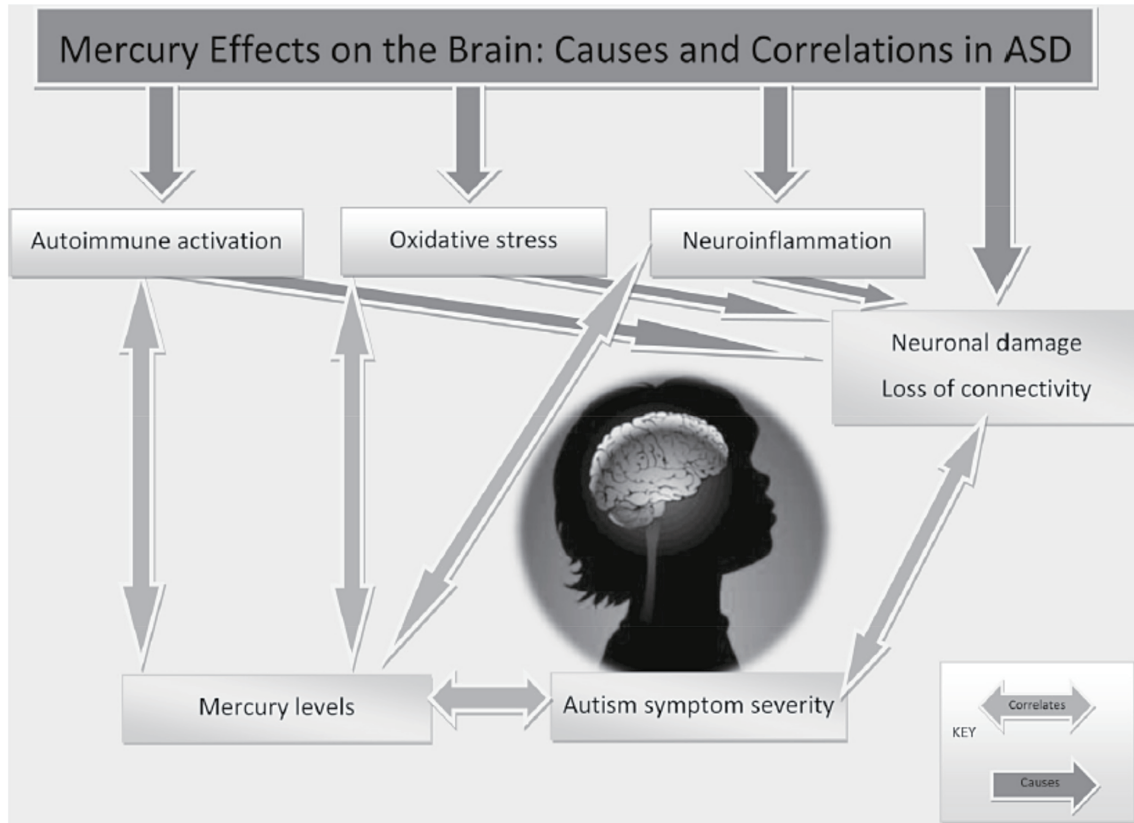 Mercury Effects on the Brain: Causes and Correlations in ASD
Autoimmune activation
Oxidative stress
Neuroinflammation
Neuronal damage
Loss of connectivity
Mercury levels
Autism symptom severity
Correlates
KEY
Causes